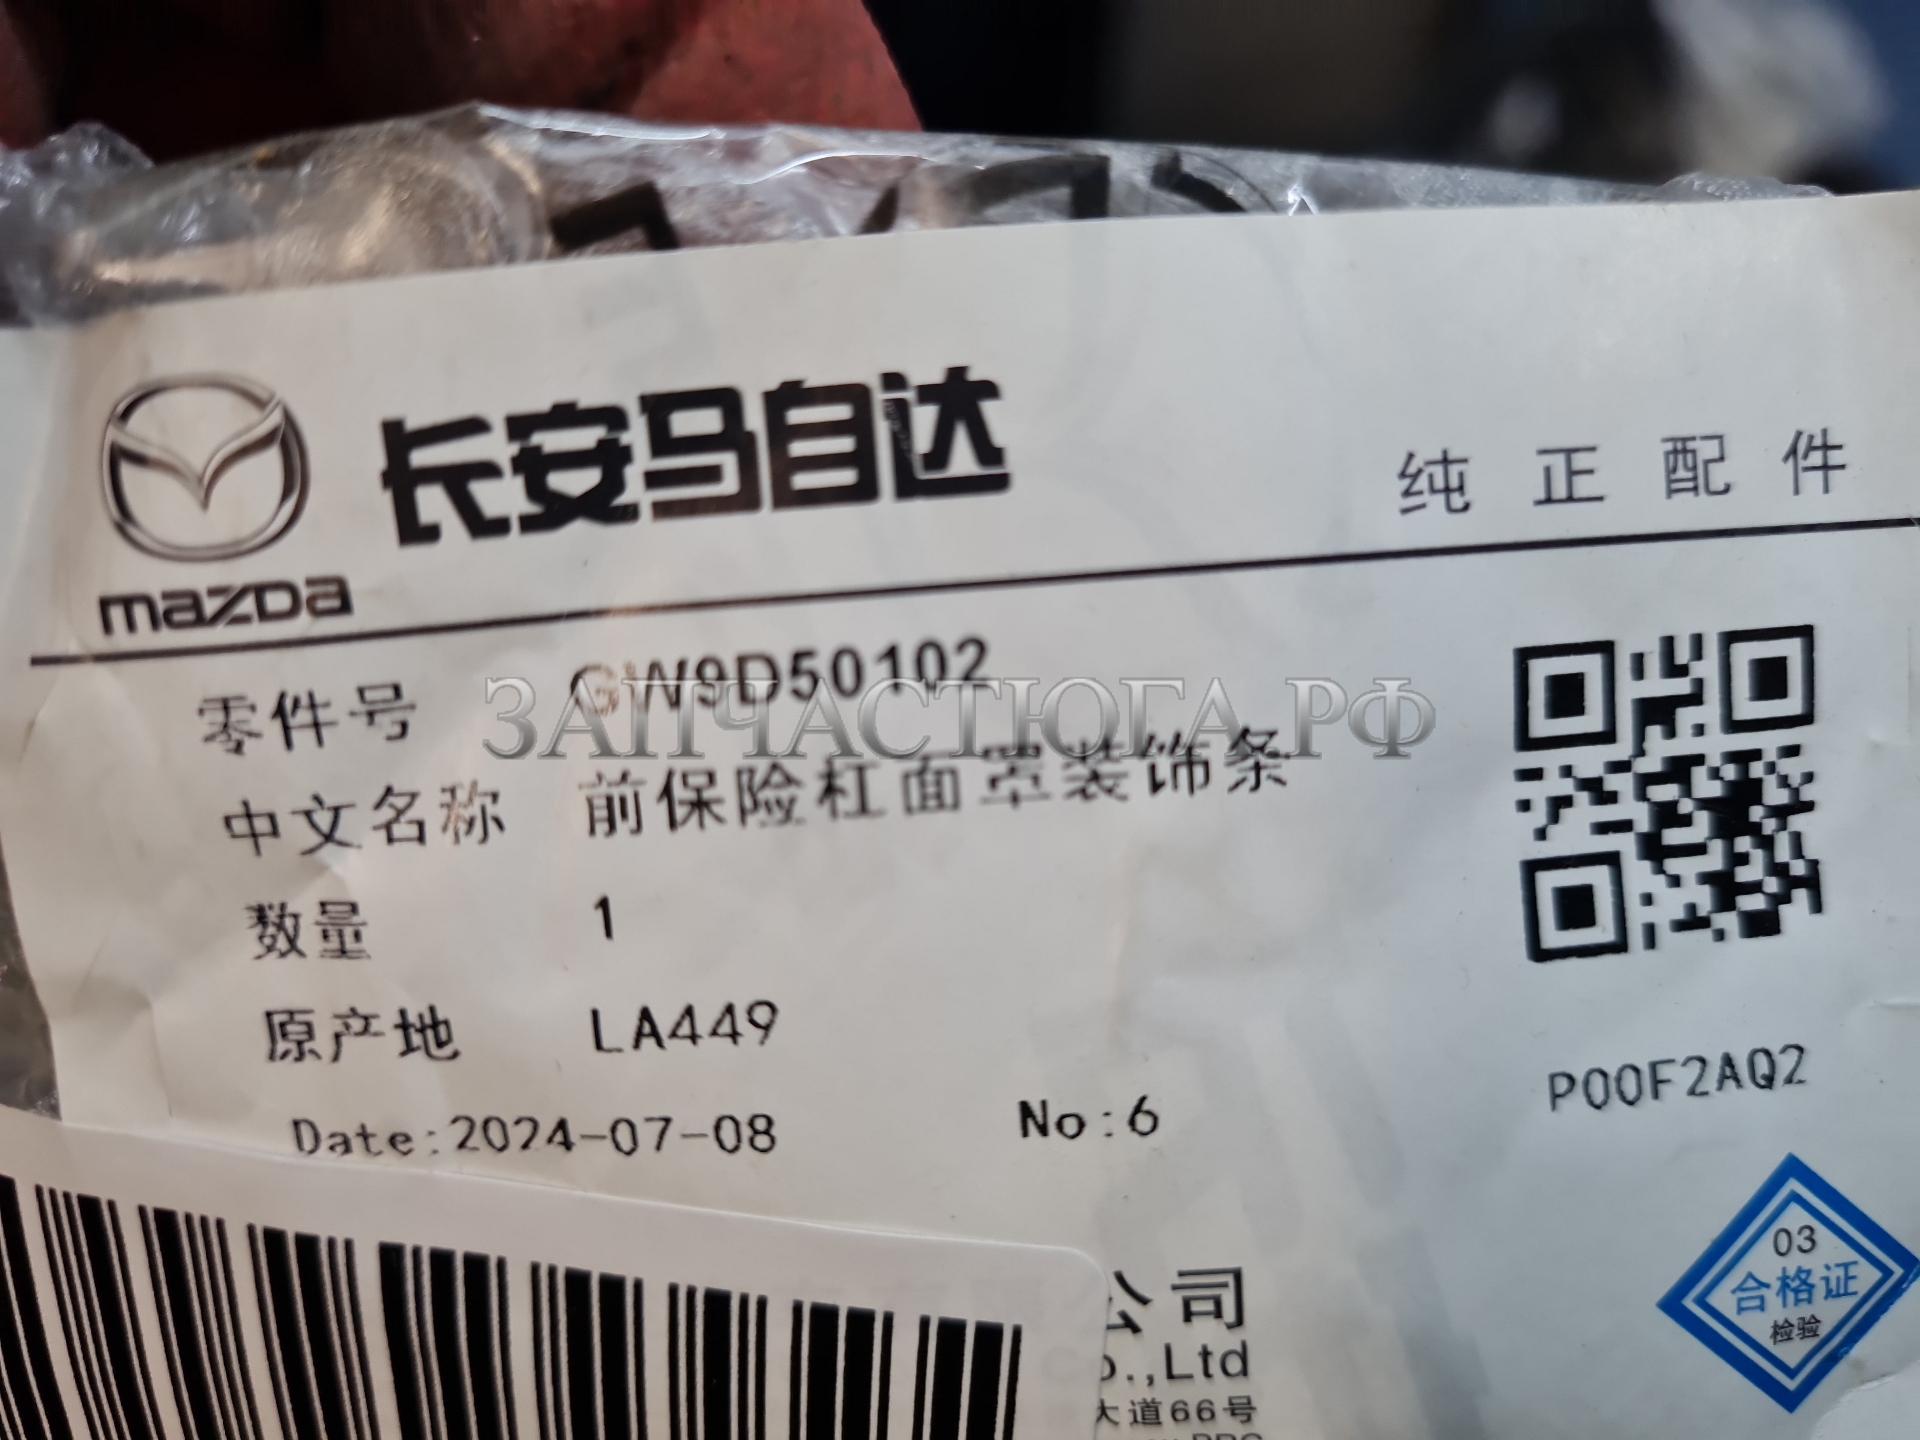 长安马自达
纯正配件
mazda
零件号 GW9D50102
ЗАПЧАСТЮГА.РФ
中文名称 前保险杠面罩装饰条
数量 1
原产地 LA449
Date:2024-07-08 No:6
P00F2AQ2
03
合格证
检验
公司
Co.,Ltd
大道66号